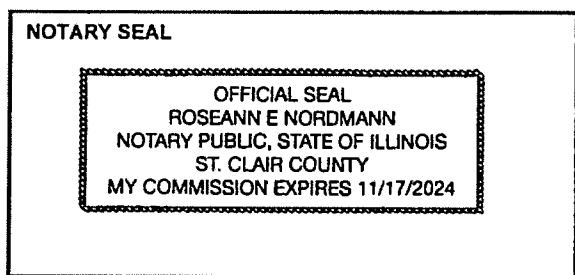 NOTARY SEAL
OFFICIAL SEAL
ROSEANN E NORDMANN
NOTARY PUBLIC, STATE OF ILLINOIS
ST. CLAIR COUNTY
MY COMMISSION EXPIRES 11/17/2024